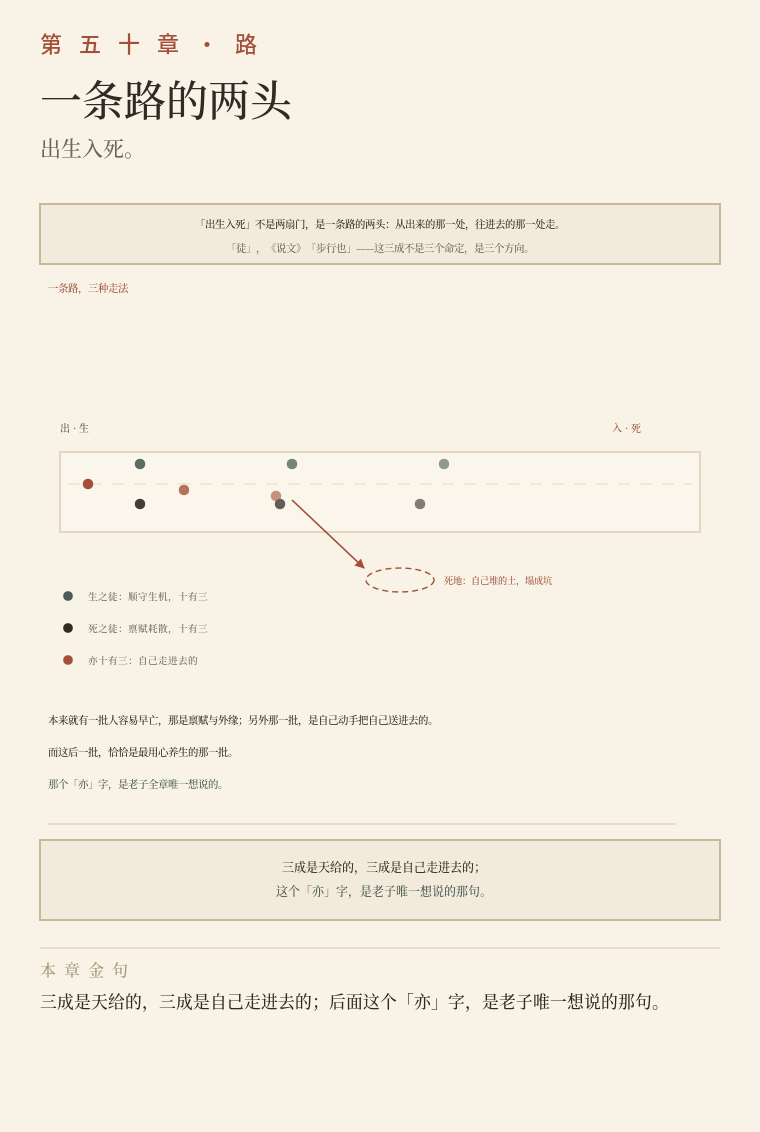 第五十章·路
一条路的两头
出生入死。
「出生入死」不是两扇门，是一条路的两头：从出来的那一处，往进去的那一处走。
「徒」，《说文》「步行也」——这三成不是三个命定，是三个方向。
一条路，三种走法
出·生
入·死
死地：自己堆的土，塌成坑
生之徒：顺守生机，十有三
死之徒：禀赋耗散，十有三
亦十有三：自己走进去的
本来就有一批人容易早亡，那是禀赋与外缘；另外那一批，是自己动手把自己送进去的。
而这后一批，恰恰是最用心养生的那一批。
那个「亦」字，是老子全章唯一想说的。
三成是天给的，三成是自己走进去的；
这个「亦」字，是老子唯一想说的那句。
本章金句
三成是天给的，三成是自己走进去的；后面这个「亦」字，是老子唯一想说的那句。